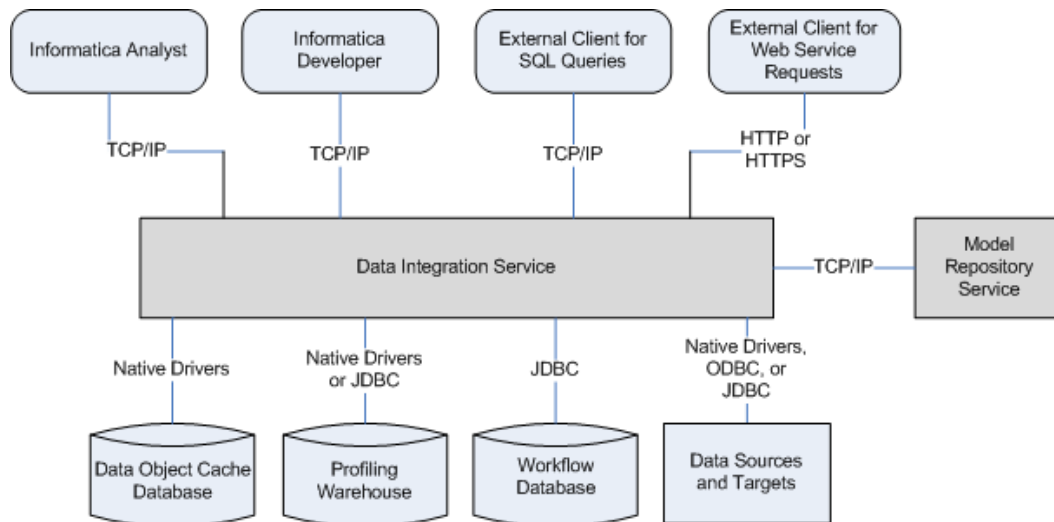 Informatica Analyst
Informatica
Developer
External Client for
SQL Queries
External Client for
Web Service
Requests
TCP/IP
TCP/IP
TCP/IP
HTTP or
HTTPS
Data Integration Service
TCP/IP
Model
Repository
Service
Native Drivers
Native Drivers
or JDBC
JDBC
Native Drivers,
ODBC, or
JDBC
Data Object Cache
Database
Profiling
Warehouse
Workflow
Database
Data Sources
and Targets